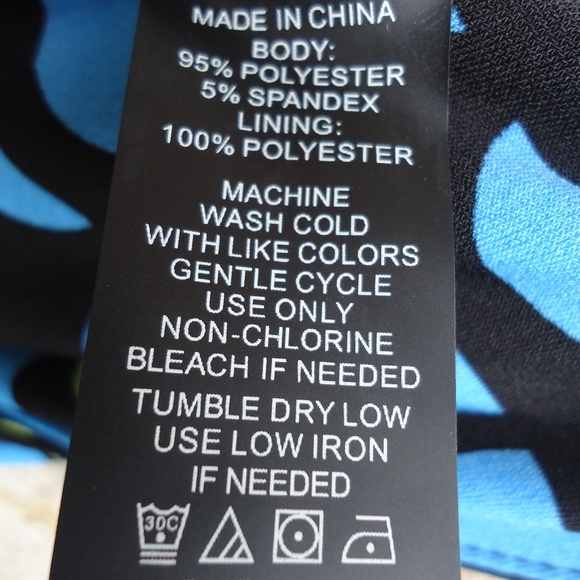 MADE IN CHINA
BODY:
95% POLYESTER
5% SPANDEX
LINING:
100% POLYESTER
MACHINE
WASH COLD
WITH LIKE COLORS
GENTLE CYCLE
USE ONLY
NON-CHLORINE
BLEACH IF NEEDED
TUMBLE DRY LOW
USE LOW IRON
IF NEEDED
30C